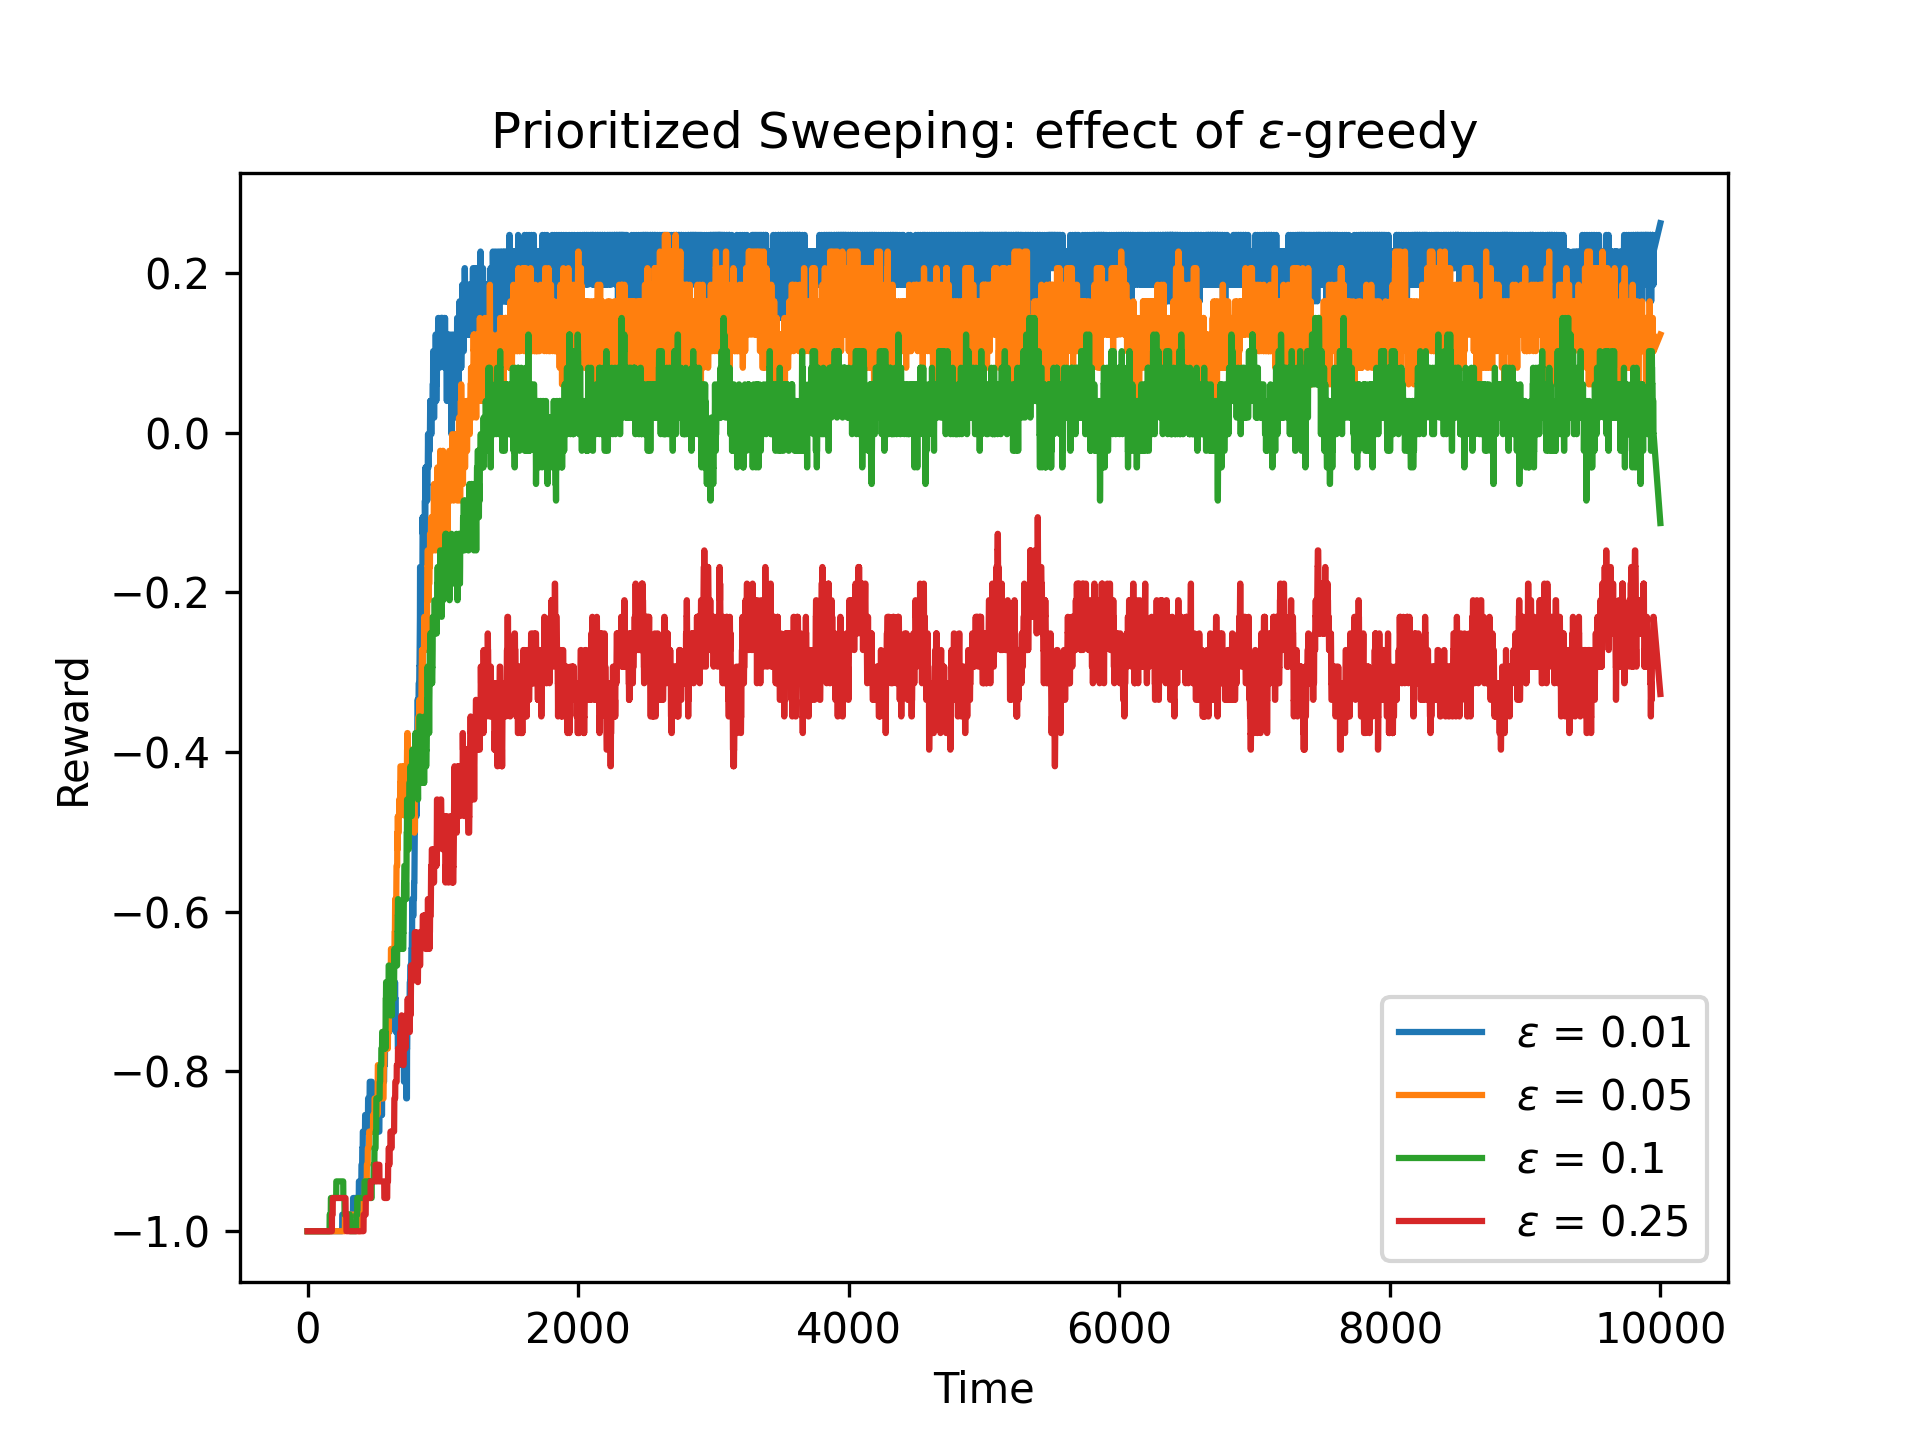 Prioritized Sweeping: effect of ε-greedy
Reward
0.2
0.0
−0.2
−0.4
−0.6
−0.8
−1.0
0 2000 4000 6000 8000 10000
Time
ε = 0.01
ε = 0.05
ε = 0.1
ε = 0.25